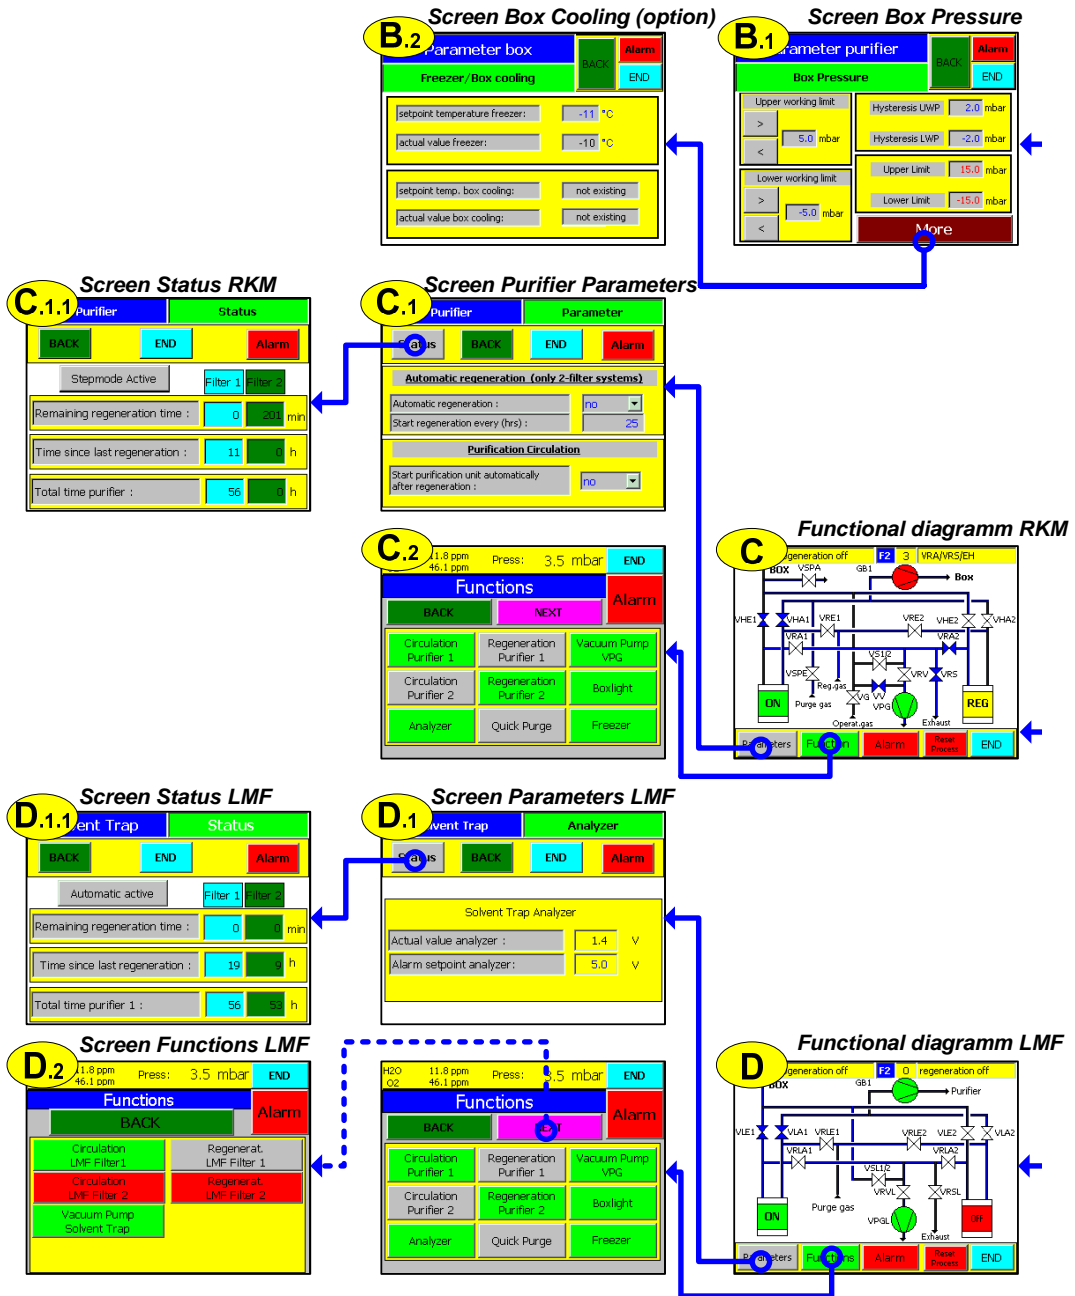 Screen Box Cooling (option)
B.2
Parameter box
BACK
Alarm
Freezer/Box cooling
END
setpoint temperature freezer:
-11 °C
actual value freezer:
-10 °C
setpoint temp. box cooling:
not existing
actual value box cooling:
not existing
Screen Box Pressure
B.1
rameter purifier
BACK
Alarm
Box Pressure
END
Upper working limit
>
5.0 mbar
<
Lower working limit
>
-5.0 mbar
<
Hysteresis UWP 2.0 mbar
Hysteresis LWP -2.0 mbar
Upper Limit 15.0 mbar
Lower Limit -15.0 mbar
More
Screen Status RKM
C.1.1
Purifier
Status
BACK END Alarm
Stepmode Active
Filter 1 Filter 2
Remaining regeneration time : 0 201 min
Time since last regeneration : 11 0 h
Total time purifier : 56 0 h
Screen Purifier Parameters
C.1
Purifier
Parameter
Status BACK END Alarm
Automatic regeneration (only 2-filter systems)
Automatic regeneration : no
Start regeneration every (hrs) : 25
Purification Circulation
Start purification unit automatically
after regeneration :
no
C.2
11.8 ppm
46.1 ppm
Press: 3.5 mbar END
Functions
Alarm
BACK NEXT
Circulation
Purifier 1
Regeneration
Purifier 1
Vacuum Pump
VPG
Circulation
Purifier 2
Regeneration
Purifier 2
Boxlight
Analyzer
Quick Purge
Freezer
Functional diagramm RKM
C
generation off F2 3 VRA/VRS/EH
BOX VSPA GB1 Box
VHE1 VHA1 VRE1 VRE2 VHE2 VHA2
VRA1 VRA2
VS1/2
VSPE Reg.gas VRV VRS
ON Purge gas VG VV VPG REG
Operat.gas Exhaust
Parameters Function Alarm Reset
Process END
Screen Status LMF
D.1.1
vent Trap
Status
BACK END Alarm
Automatic active
Filter 1 Filter 2
Remaining regeneration time : 0 0 min
Time since last regeneration : 19 9 h
Total time purifier 1 : 56 53 h
Screen Parameters LMF
D.1
lvent Trap
Analyzer
Status BACK END Alarm
Solvent Trap Analyzer
Actual value analyzer : 1.4 V
Alarm setpoint analyzer: 5.0 V
Screen Functions LMF
D.2
11.8 ppm
46.1 ppm
Press: 3.5 mbar END
Functions
Alarm
BACK
Circulation
LMF Filter1
Regenerat.
LMF Filter 1
Circulation
LMF Filter 2
Regenerat.
LMF Filter 2
Vacuum Pump
Solvent Trap
H2O 11.8 ppm
O2 46.1 ppm
Press: 3.5 mbar END
Functions
Alarm
BACK NEXT
Circulation
Purifier 1
Regeneration
Purifier 1
Vacuum Pump
VPG
Circulation
Purifier 2
Regeneration
Purifier 2
Boxlight
Analyzer
Quick Purge
Freezer
Functional diagramm LMF
D
generation off F2 0 regeneration off
BOX GB1 Purifier
VLE1 VLA1 VRLE1 VRLE2 VLE2 VLA2
VRLA1 VRLA2
VSL1/2
VRVL VRSL
Purge gas
ON VPGL OFF
Exhaust
Parameters Functions Alarm Reset
Process END